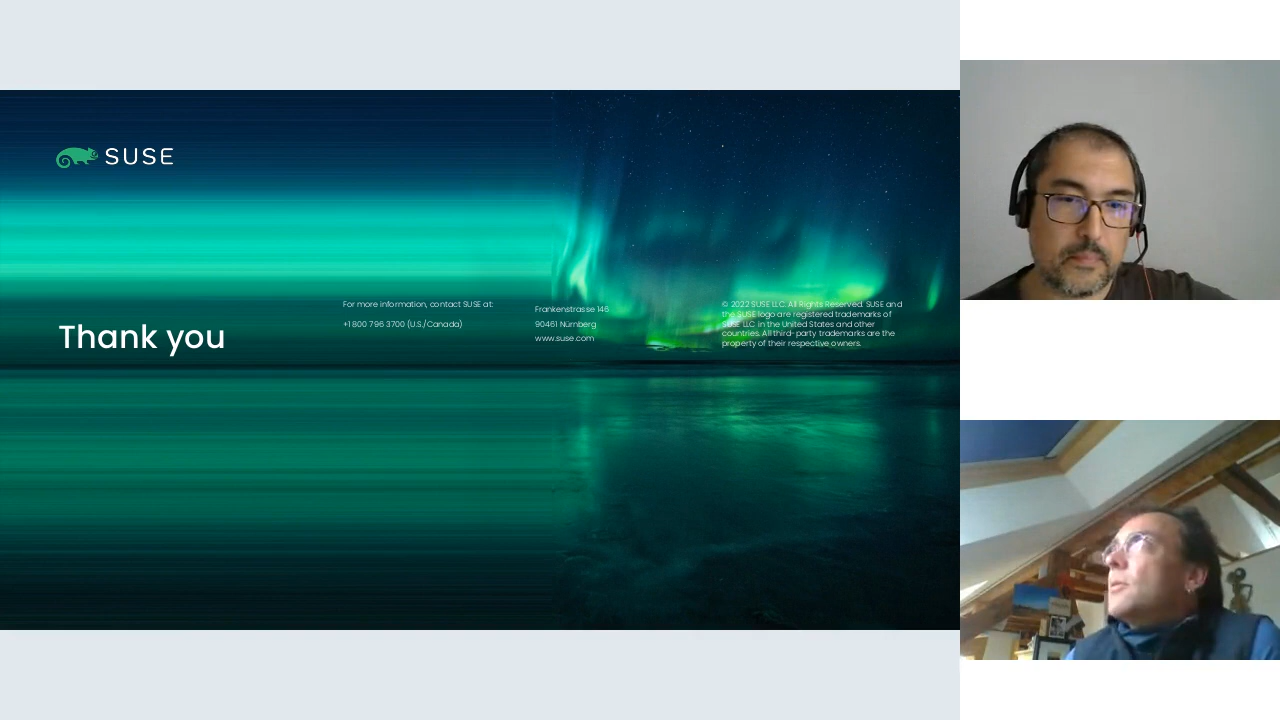 SUSE
Thank you
For more information, contact SUSE at:
+1 800 796 3700 (U.S./Canada)
Frankenstrasse 146
90461 Nürnberg
www.suse.com
© 2022 SUSE LLC. All Rights Reserved. SUSE and
the SUSE logo are registered trademarks of
SUSE LLC in the United States and other
countries. All third-party trademarks are the
property of their respective owners.